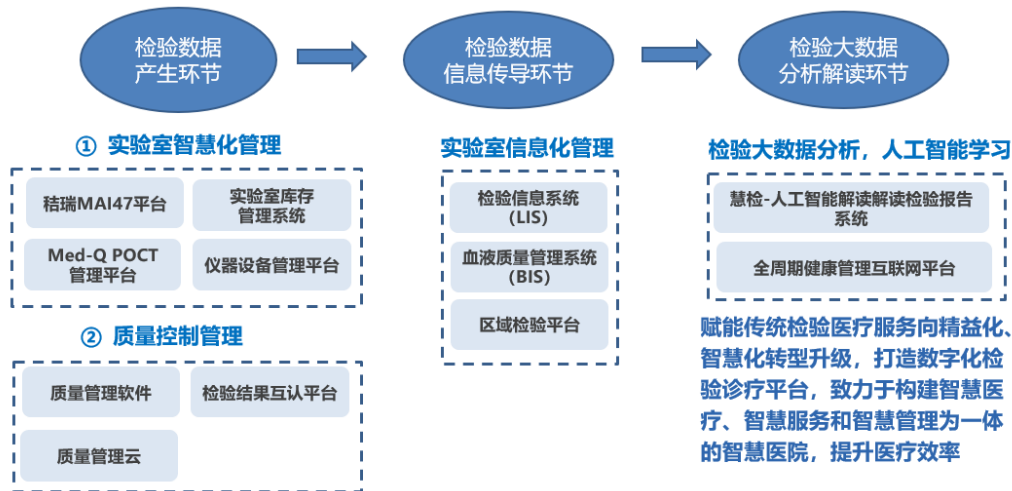 检验数据
产生环节
检验数据
信息传导环节
检验大数据
分析解读环节
① 实验室智慧化管理
秸瑞MAI47平台
实验室库存
管理系统
Med-Q POCT
管理平台
仪器设备管理平台
② 质量控制管理
质量管理软件
检验结果互认平台
质量管理云
实验室信息化管理
检验信息系统
(LIS)
血液质量管理系统
(BIS)
区域检验平台
检验大数据分析，人工智能学习
慧检-人工智能解读解读检验报告
系统
全周期健康管理互联网平台
赋能传统检验医疗服务向精益化、
智慧化转型升级，打造数字化检
验诊疗平台，致力于构建智慧医
疗、智慧服务和智慧管理为一体
的智慧医院，提升医疗效率